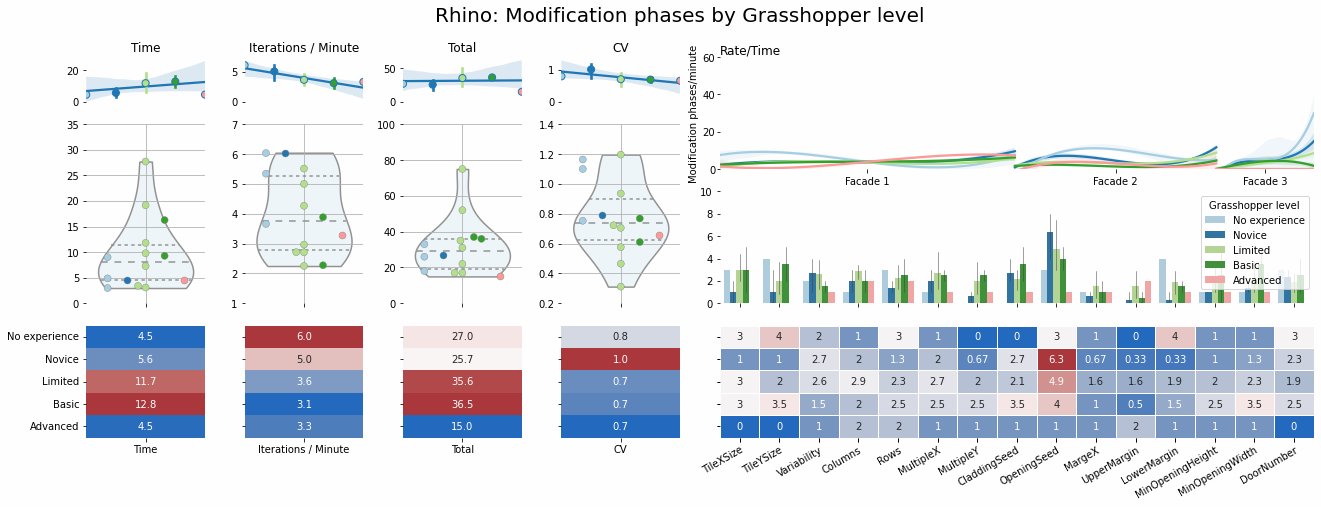 Rhino: Modification phases by Grasshopper level
Time
Iterations / Minute
Total
CV
Rate/Time
20
0
5
0
50
0
1
0
60
40
20
0
Modification phases/minute
Facade 1
Facade 2
Facade 3
35
30
25
20
15
10
5
0
7
6
5
4
3
2
1
100
80
60
40
20
0
1.4
1.2
1.0
0.8
0.6
0.4
0.2
10
8
6
4
2
0
Grasshopper level
No experience
Novice
Limited
Basic
Advanced
No experience 4.5 6.0 27.0 0.8 3 4 2 1 3 1 0 0 3 1 0 4 1 1 3
Novice 5.6 5.0 25.7 1.0 1 1 2.7 2 1.3 2 0.67 2.7 6.3 0.67 0.33 0.33 1 1.3 2.3
Limited 11.7 3.6 35.6 0.7 3 2 2.6 2.9 2.3 2.7 2 2.1 4.9 1.6 1.6 1.9 2 2.3 1.9
Basic 12.8 3.1 36.5 0.7 3 3.5 1.5 2 2.5 2.5 2.5 3.5 4 1 0.5 1.5 2.5 3.5 2.5
Advanced 4.5 3.3 15.0 0.7 0 0 1 2 2 1 1 1 1 1 2 1 1 1 0
Time
Iterations / Minute
Total
CV
TileXSize
TileYSize
Variability
Columns
Rows
MultipleX
MultipleY
CladdingSeed
OpeningSeed
MargeX
UpperMargin
LowerMargin
MinOpeningHeight
MinOpeningWidth
DoorNumber